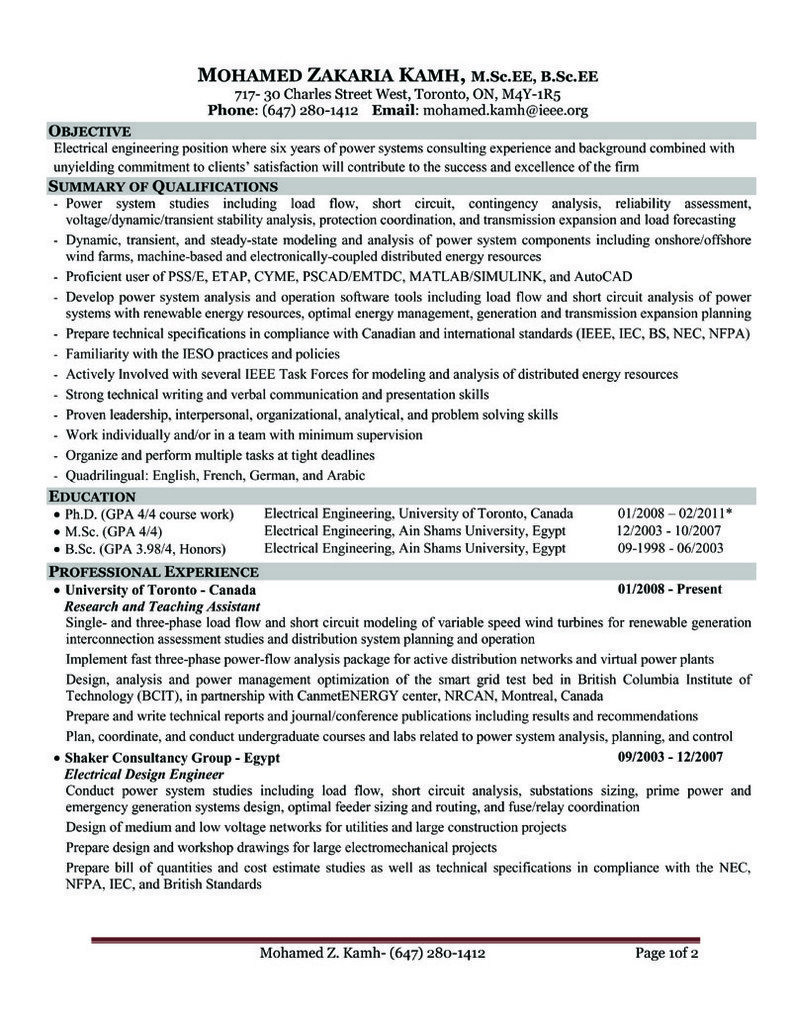 MOHAMED ZAKARIA KAMH, M.Sc.EE, B.Sc.EE
717- 30 Charles Street West, Toronto, ON, M4Y-1R5
Phone: (647) 280-1412 Email: mohamed.kamh@ieee.org
OBJECTIVE
Electrical engineering position where six years of power systems consulting experience and background combined with
unyielding commitment to clients' satisfaction will contribute to the success and excellence of the firm
SUMMARY OF QUALIFICATIONS
- Power system studies including load flow, short circuit, contingency analysis, reliability assessment,
voltage/dynamic/transient stability analysis, protection coordination, and transmission expansion and load forecasting
- Dynamic, transient, and steady-state modeling and analysis of power system components including onshore/offshore
wind farms, machine-based and electronically-coupled distributed energy resources
- Proficient user of PSS/E, ETAP, CYME, PSCAD/EMTDC, MATLAB/SIMULINK, and AutoCAD
- Develop power system analysis and operation software tools including load flow and short circuit analysis of power
systems with renewable energy resources, optimal energy management, generation and transmission expansion planning
- Prepare technical specifications in compliance with Canadian and international standards (IEEE, IEC, BS, NEC, NFPA)
- Familiarity with the IESO practices and policies
- Actively Involved with several IEEE Task Forces for modeling and analysis of distributed energy resources
- Strong technical writing and verbal communication and presentation skills
- Proven leadership, interpersonal, organizational, analytical, and problem solving skills
- Work individually and/or in a team with minimum supervision
- Organize and perform multiple tasks at tight deadlines
- Quadrilingual: English, French, German, and Arabic
EDUCATION
• Ph.D. (GPA 4/4 course work) Electrical Engineering, University of Toronto, Canada 01/2008 – 02/2011*
• M.Sc. (GPA 4/4) Electrical Engineering, Ain Shams University, Egypt 12/2003 - 10/2007
• B.Sc. (GPA 3.98/4, Honors) Electrical Engineering, Ain Shams University, Egypt 09-1998 - 06/2003
PROFESSIONAL EXPERIENCE
• University of Toronto - Canada 01/2008 - Present
Research and Teaching Assistant
Single- and three-phase load flow and short circuit modeling of variable speed wind turbines for renewable generation
interconnection assessment studies and distribution system planning and operation
Implement fast three-phase power-flow analysis package for active distribution networks and virtual power plants
Design, analysis and power management optimization of the smart grid test bed in British Columbia Institute of
Technology (BCIT), in partnership with CanmetENERGY center, NRCAN, Montreal, Canada
Prepare and write technical reports and journal/conference publications including results and recommendations
Plan, coordinate, and conduct undergraduate courses and labs related to power system analysis, planning, and control
• Shaker Consultancy Group - Egypt 09/2003 - 12/2007
Electrical Design Engineer
Conduct power system studies including load flow, short circuit analysis, substations sizing, prime power and
emergency generation systems design, optimal feeder sizing and routing, and fuse/relay coordination
Design of medium and low voltage networks for utilities and large construction projects
Prepare design and workshop drawings for large electromechanical projects
Prepare bill of quantities and cost estimate studies as well as technical specifications in compliance with the NEC,
NFPA, IEC, and British Standards
Mohamed Z. Kamh- (647) 280-1412 Page 1of 2